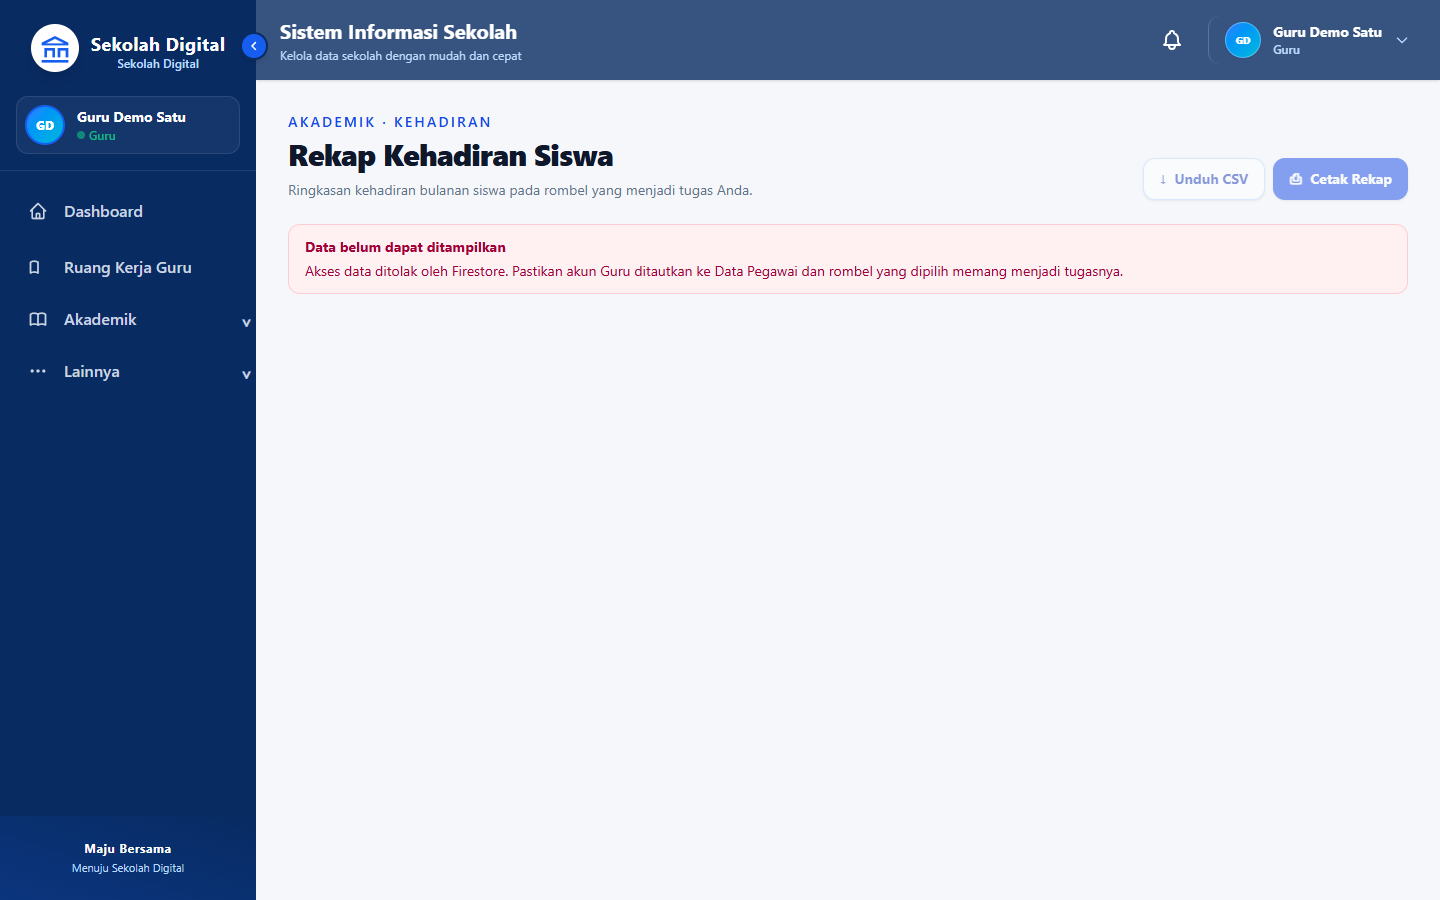 Sekolah Digital
Sekolah Digital
GD
Guru Demo Satu
Guru
Dashboard
Ruang Kerja Guru
Akademik
Lainnya
Maju Bersama
Menuju Sekolah Digital
Sistem Informasi Sekolah
Kelola data sekolah dengan mudah dan cepat
GD
Guru Demo Satu
Guru
AKADEMIK · KEHADIRAN
Rekap Kehadiran Siswa
Ringkasan kehadiran bulanan siswa pada rombel yang menjadi tugas Anda.
↓ Unduh CSV
⎙ Cetak Rekap
Data belum dapat ditampilkan
Akses data ditolak oleh Firestore. Pastikan akun Guru ditautkan ke Data Pegawai dan rombel yang dipilih memang menjadi tugasnya.